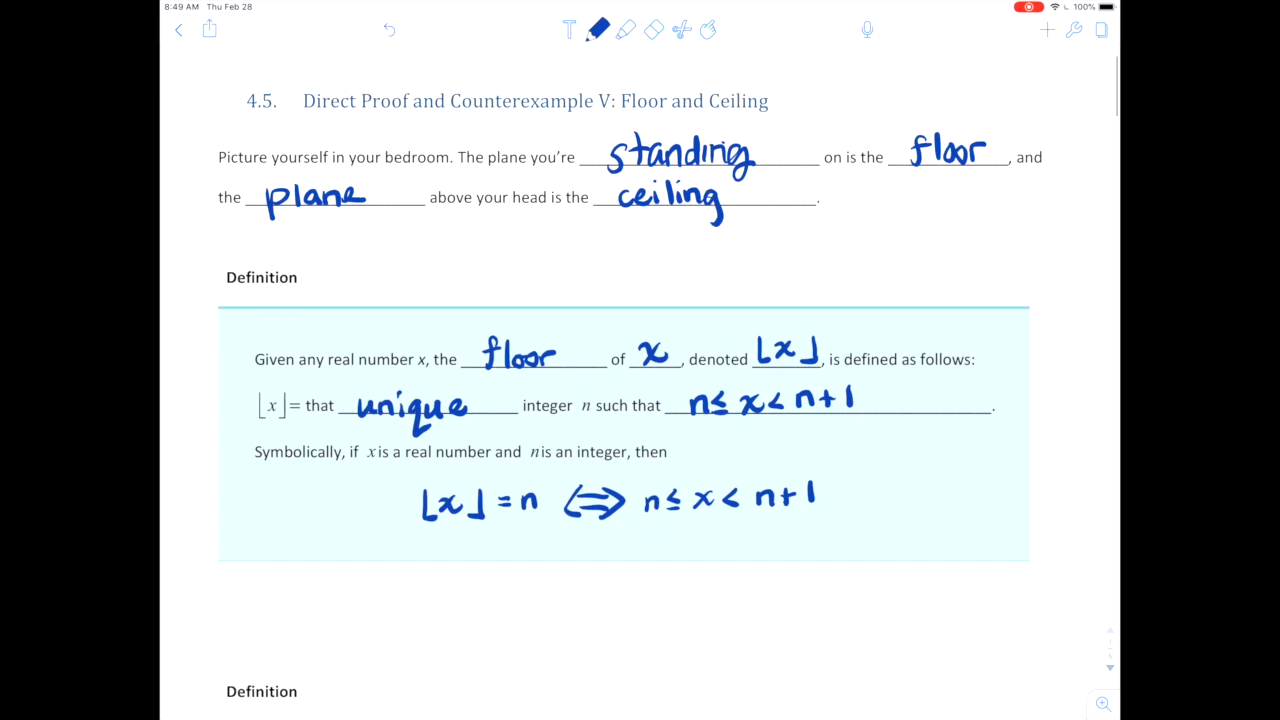 8:49 AM Thu Feb 28 100%
4.5. Direct Proof and Counterexample V: Floor and Ceiling
Picture yourself in your bedroom. The plane you're standing on is the floor, and
the plane above your head is the ceiling.
Definition
Given any real number x, the floor of x, denoted ⌊x⌋, is defined as follows:
⌊x⌋= that unique integer n such that n≤ x< n+1.
Symbolically, if x is a real number and n is an integer, then
⌊x⌋ = n ⟺ n≤ x< n+1
Definition